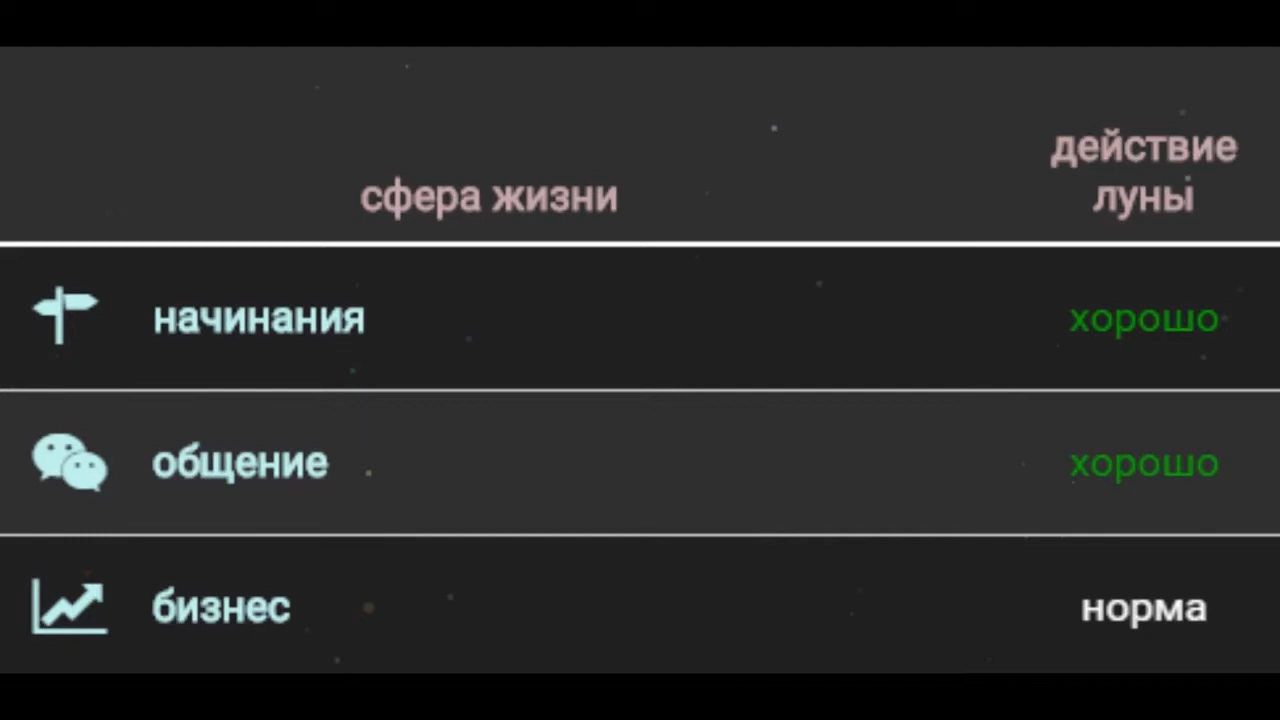 действие
сфера жизни луны
начинания хорошо
общение хорошо
бизнес норма